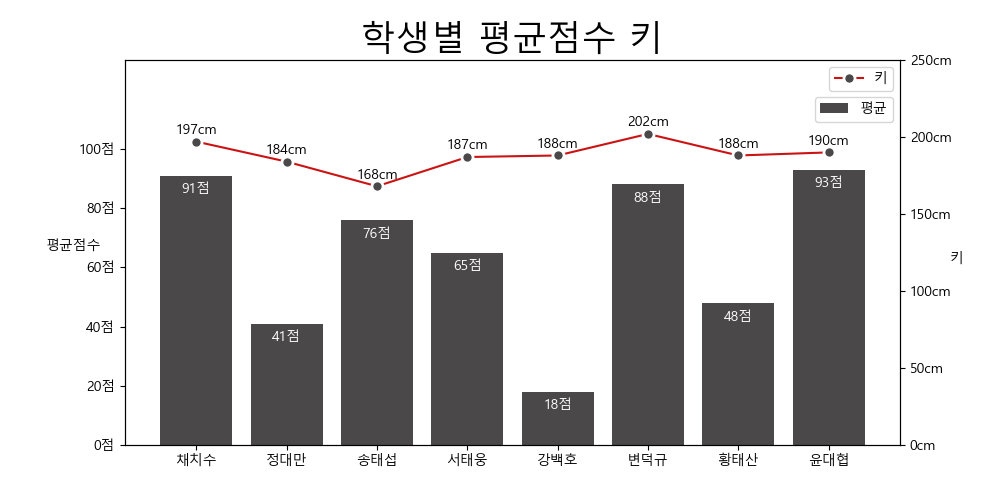 학생별 평균점수 키
키
평균
250cm
200cm
150cm
100cm
50cm
0cm
키
100점
80점
60점
40점
20점
0점
평균점수
197cm
184cm
168cm
187cm
188cm
202cm
188cm
190cm
91점
41점
76점
65점
18점
88점
48점
93점
채치수
정대만
송태섭
서태웅
강백호
변덕규
황태산
윤대협